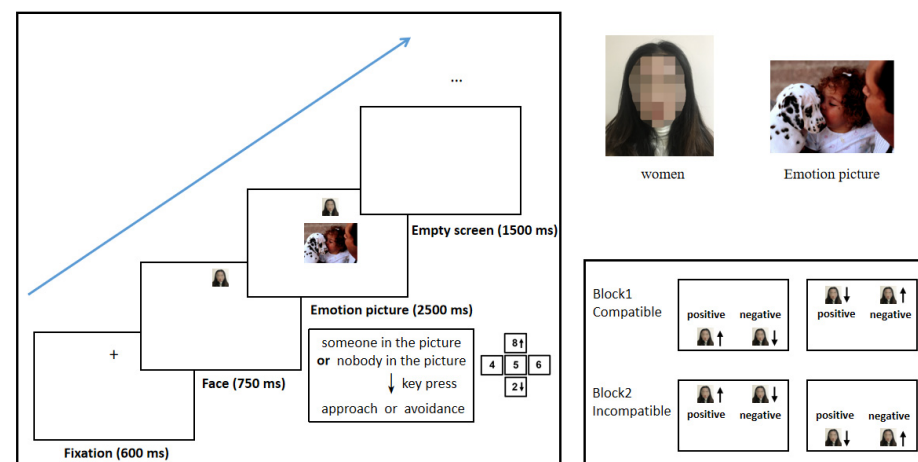 ...
women
Emotion picture
Empty screen (1500 ms)
+
Emotion picture (2500 ms)
Face (750 ms)
Fixation (600 ms)
someone in the picture
or nobody in the picture
↓ key press
approach or avoidance
8↑
4 5 6
2↓
Block1
Compatible
positive negative
↑ ↓
↓ ↑
positive negative
Block2
Incompatible
↑ ↓
positive negative
positive negative
↓ ↑